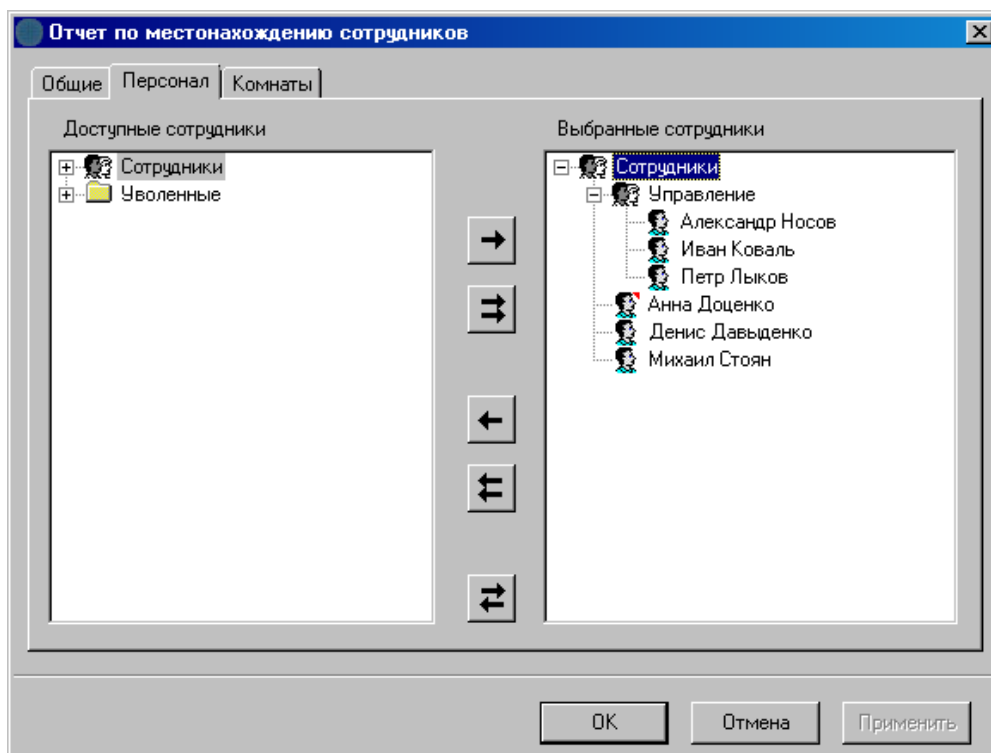 Отчет по местонахождению сотрудников
Общие Персонал Комнаты
Доступные сотрудники
Сотрудники
Уволенные
Выбранные сотрудники
Сотрудники
Управление
Александр Носов
Иван Коваль
Петр Лыков
Анна Доценко
Денис Давыденко
Михаил Стоян
OK Отмена Применить